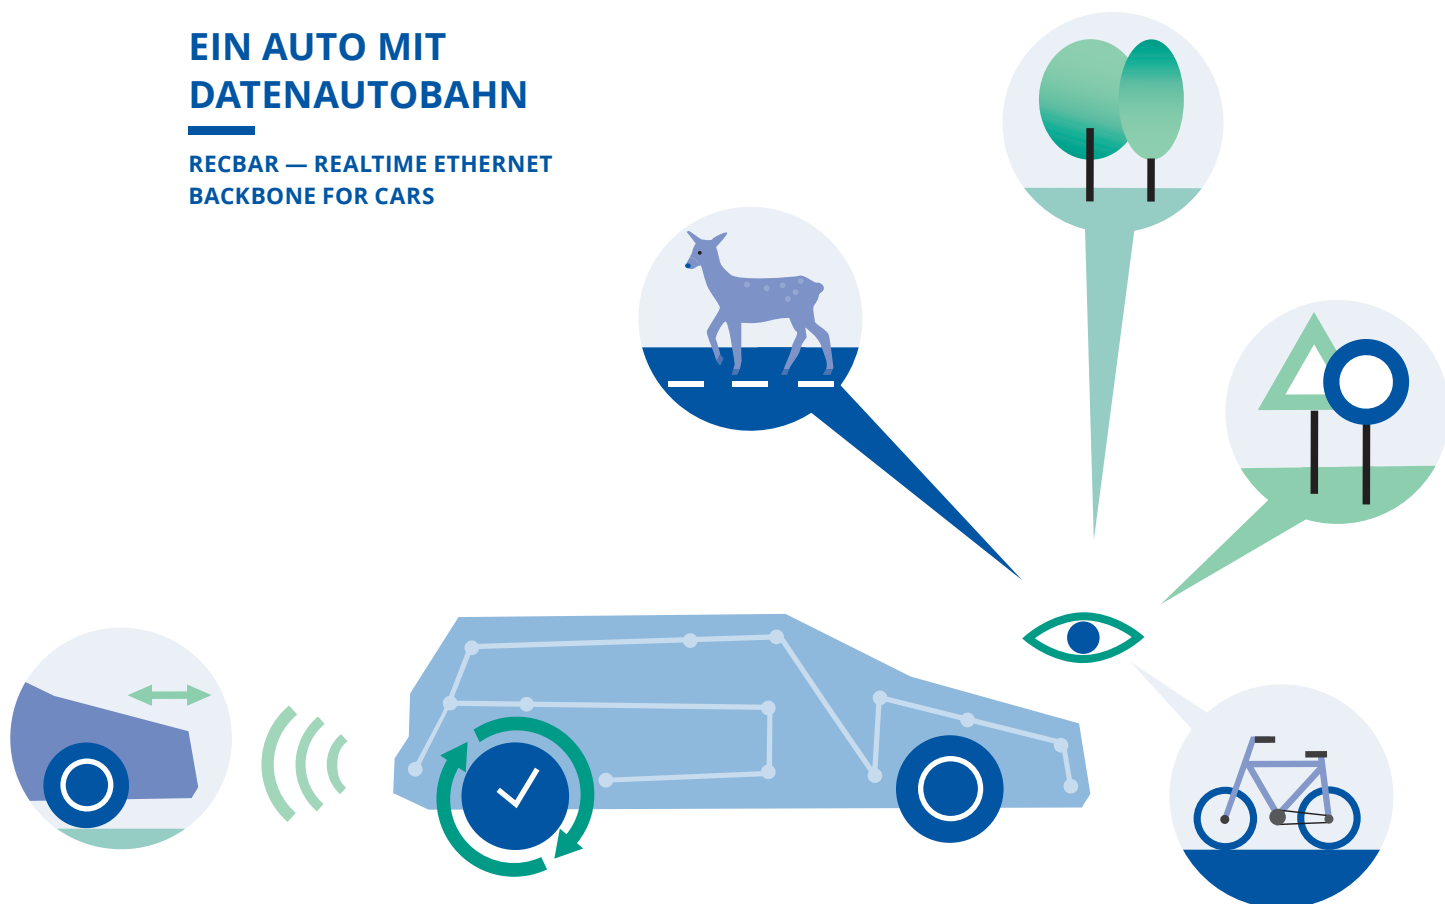 EIN AUTO MIT
DATENAUTOBAHN
RECBAR — REALTIME ETHERNET
BACKBONE FOR CARS